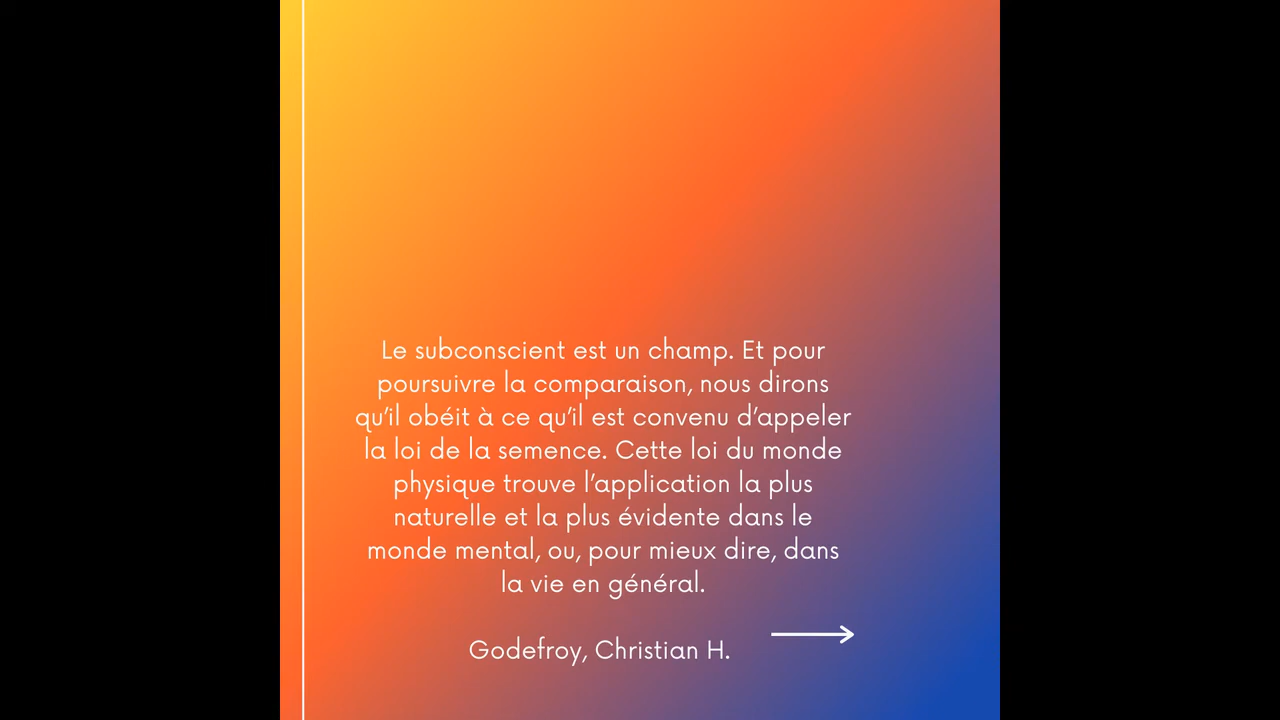 Le subconscient est un champ. Et pour
poursuivre la comparaison, nous dirons
qu’il obéit à ce qu’il est convenu d’appeler
la loi de la semence. Cette loi du monde
physique trouve l’application la plus
naturelle et la plus évidente dans le
monde mental, ou, pour mieux dire, dans
la vie en général.
Godefroy, Christian H.